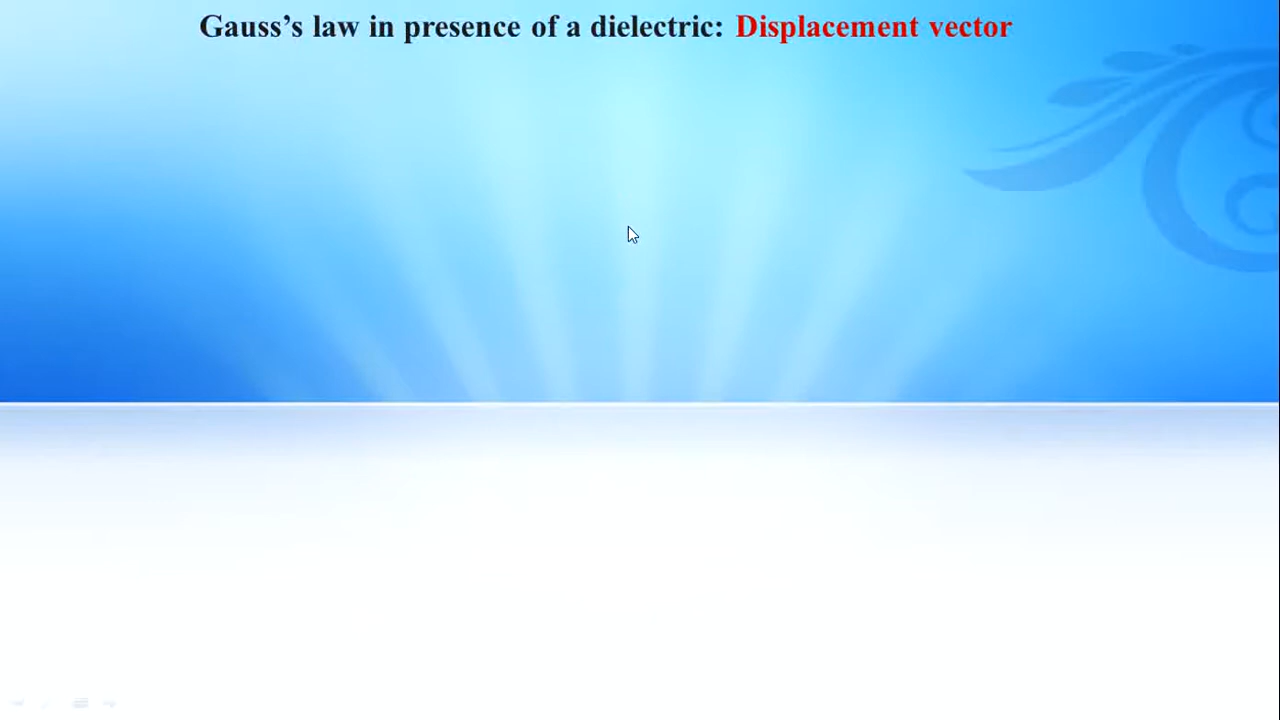 Gauss’s law in presence of a dielectric: Displacement vector